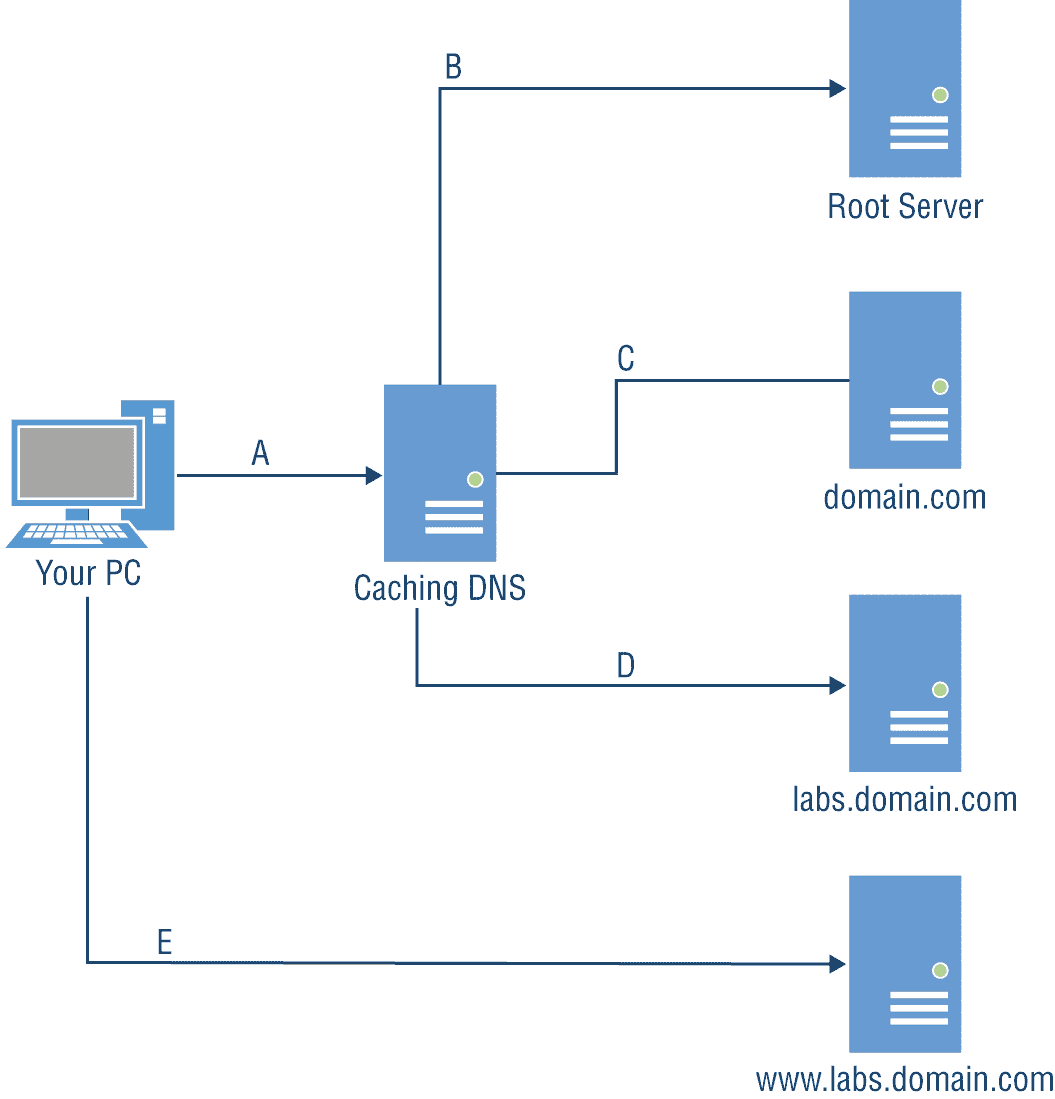 B
Root Server
C
domain.com
A
Your PC
Caching DNS
D
labs.domain.com
E
www.labs.domain.com